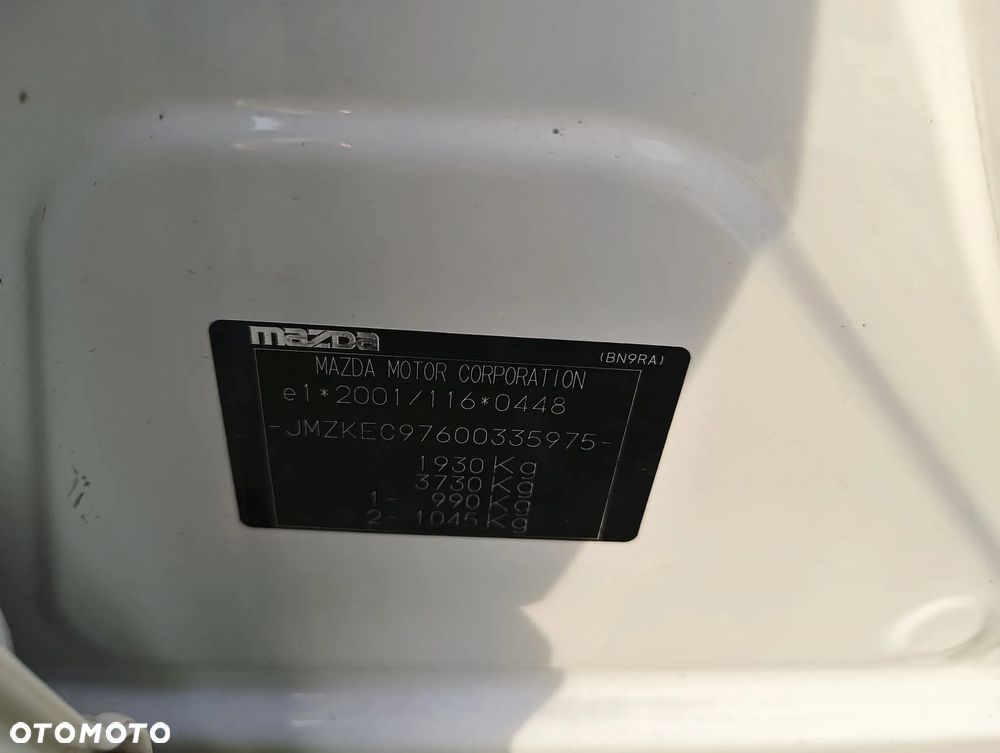 mazda
(BN9RA)
MAZDA MOTOR CORPORATION
e1*2001/116*0448
-JMZKEC97600335975-
1930 Kg
3730 Kg
1- 990 Kg
2- 1045 Kg
OTOMOTO